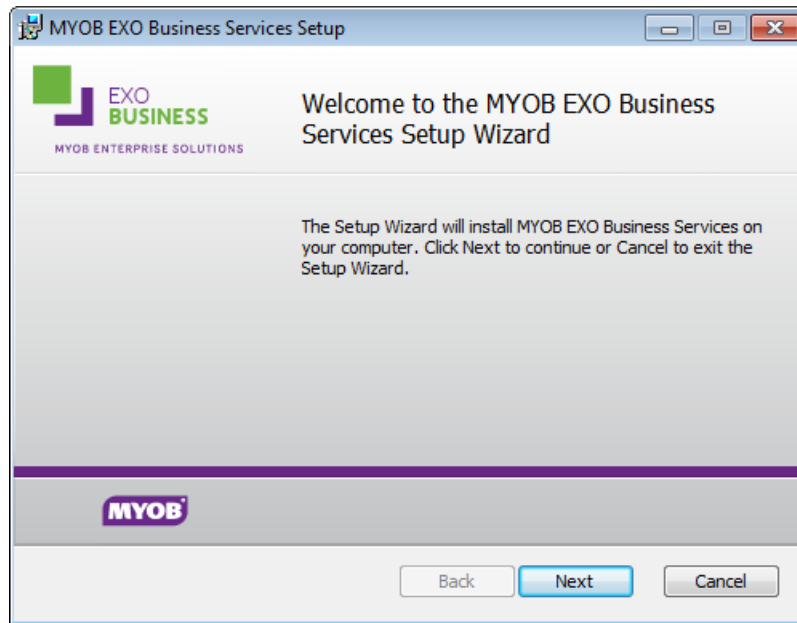 MYOB EXO Business Services Setup
EXO
BUSINESS
MYOB ENTERPRISE SOLUTIONS
Welcome to the MYOB EXO Business
Services Setup Wizard
The Setup Wizard will install MYOB EXO Business Services on
your computer. Click Next to continue or Cancel to exit the
Setup Wizard.
MYOB
Back Next Cancel